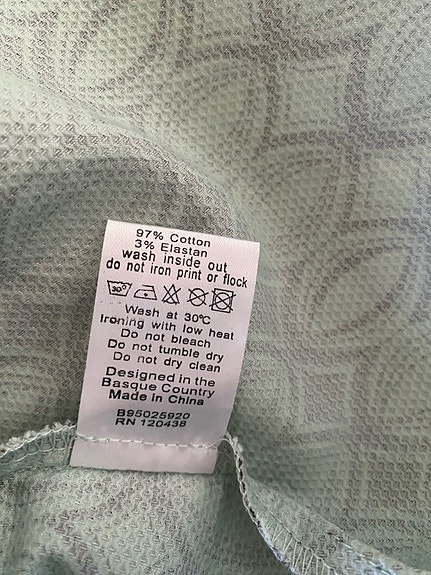 97% Cotton
3% Elastan
wash inside out
do not iron print or flock
30°
Wash at 30℃
Ironing with low heat
Do not bleach
Do not tumble dry
Do not dry clean
Designed in the
Basque Country
Made in China
B95025920
RN 120438